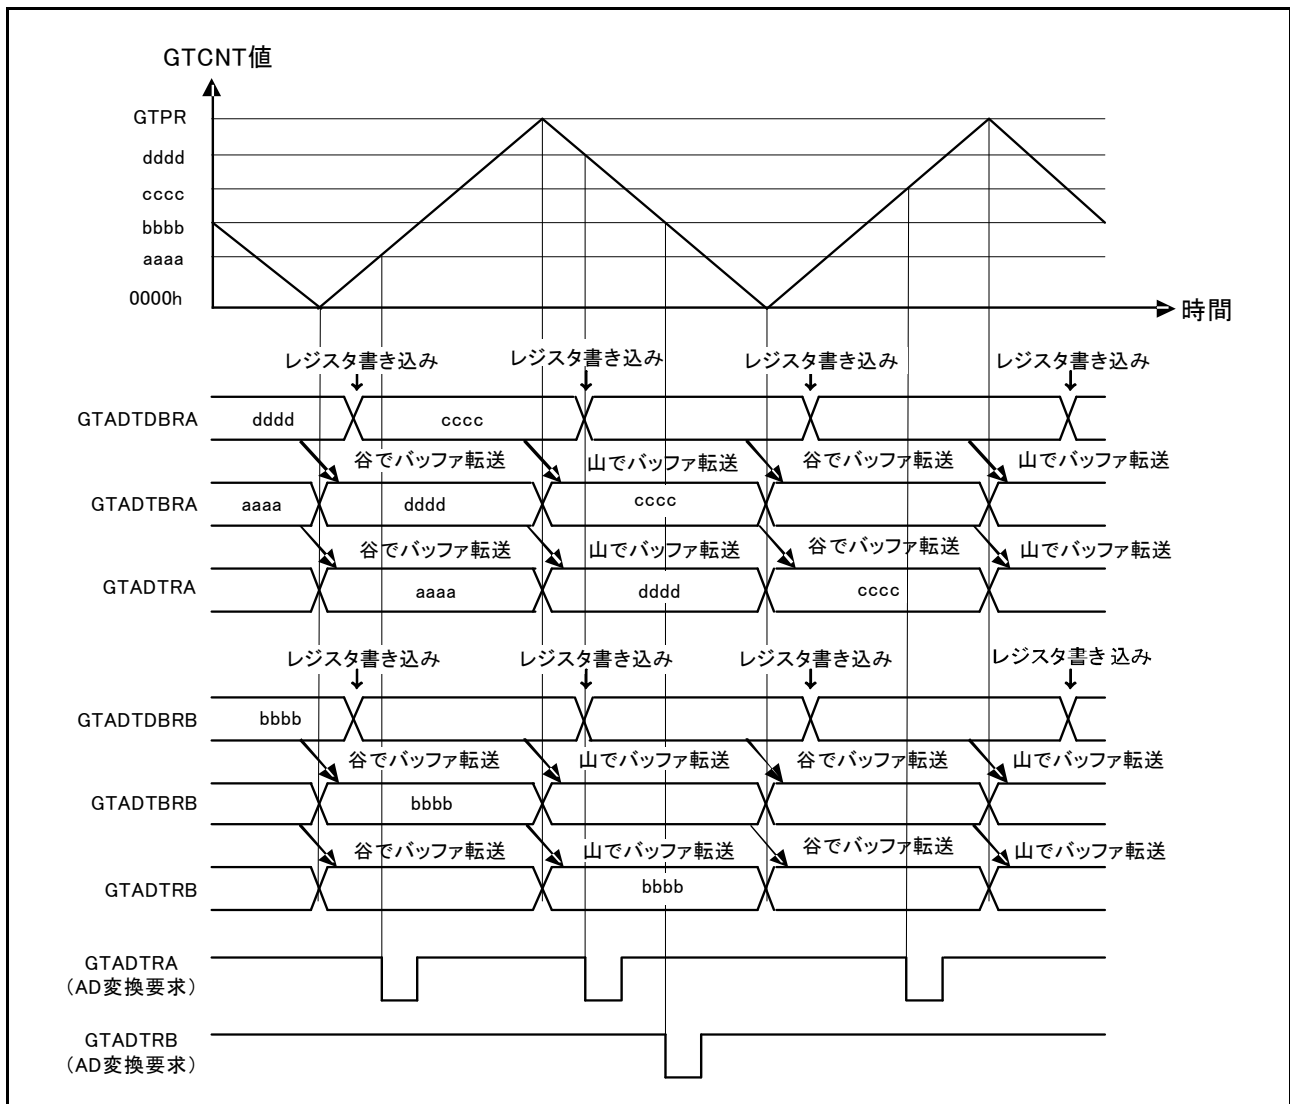 GTCNT値
GTPR
dddd
cccc
bbbb
aaaa
0000h
時間
レジスタ書き込み レジスタ書き込み レジスタ書き込み レジスタ書き込み
GTADTDBRA dddd cccc
谷でバッファ転送 山でバッファ転送 谷でバッファ転送 山でバッファ転送
GTADTBRA aaaa dddd cccc
谷でバッファ転送 山でバッファ転送 谷でバッファ転送 山でバッファ転送
GTADTRA aaaa dddd cccc
レジスタ書き込み レジスタ書き込み レジスタ書き込み レジスタ書き込み
GTADTDBRB bbbb
谷でバッファ転送 山でバッファ転送 谷でバッファ転送 山でバッファ転送
GTADTBRB bbbb
谷でバッファ転送 山でバッファ転送 谷でバッファ転送 山でバッファ転送
GTADTRB bbbb
GTADTRA
(AD変換要求)
GTADTRB
(AD変換要求)